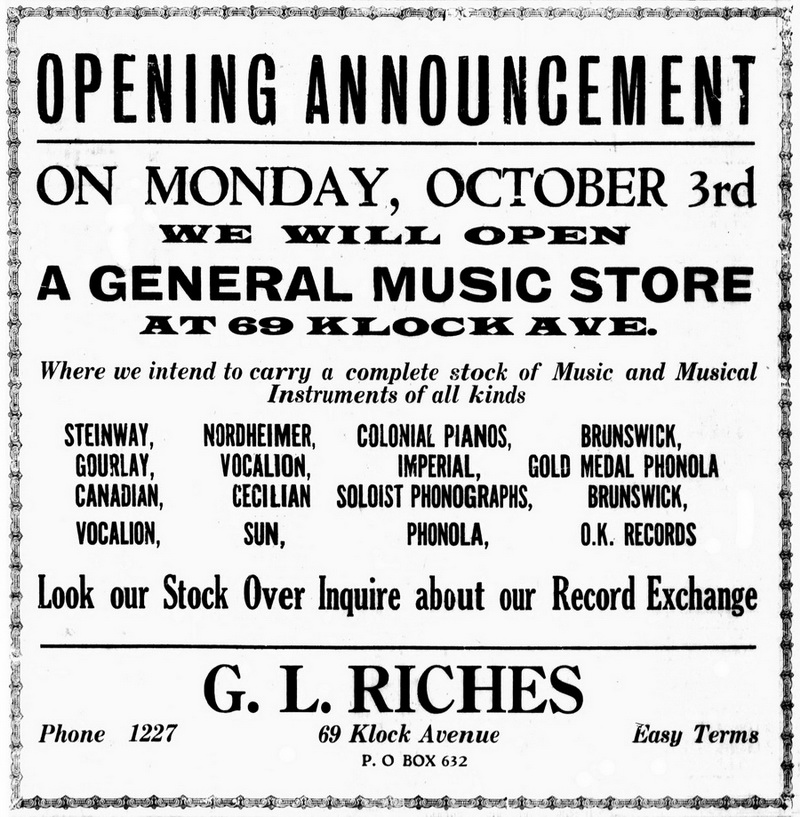 OPENING ANNOUNCEMENT
ON MONDAY, OCTOBER 3rd
WE WILL OPEN
A GENERAL MUSIC STORE
AT 69 KLOCK AVE.
Where we intend to carry a complete stock of Music and Musical
Instruments of all kinds
STEINWAY, NORDHEIMER, COLONIAL PIANOS, BRUNSWICK,
GOURLAY, VOCALION, IMPERIAL, GOLD MEDAL PHONOLA
CANADIAN, CECILIAN SOLOIST PHONOGRAPHS, BRUNSWICK,
VOCALION, SUN, PHONOLA, O.K. RECORDS
Look our Stock Over Inquire about our Record Exchange
G. L. RICHES
Phone 1227 69 Klock Avenue Easy Terms
P. O BOX 632